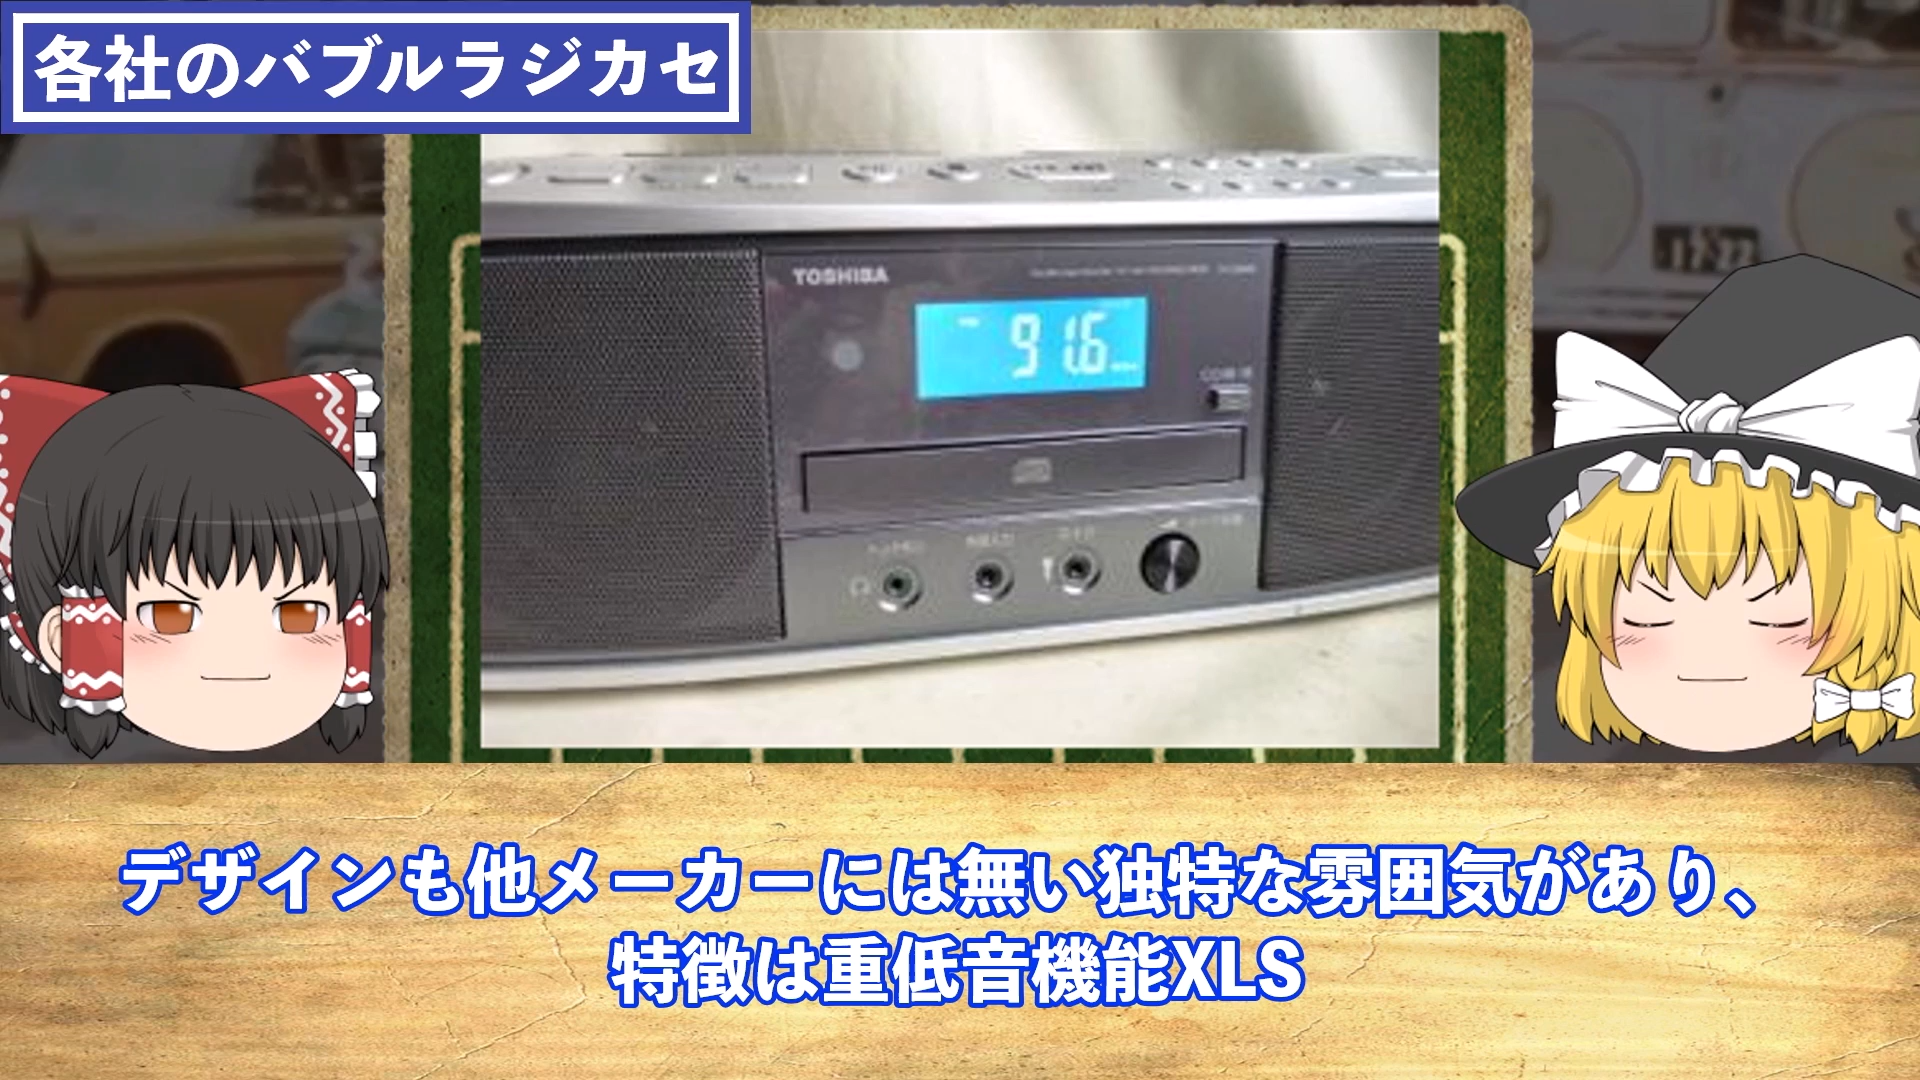 各社のバブルラジカセ
TOSHIBA
91.6
デザインも他メーカーには無い独特な雰囲気があり、
特徴は重低音機能XLS